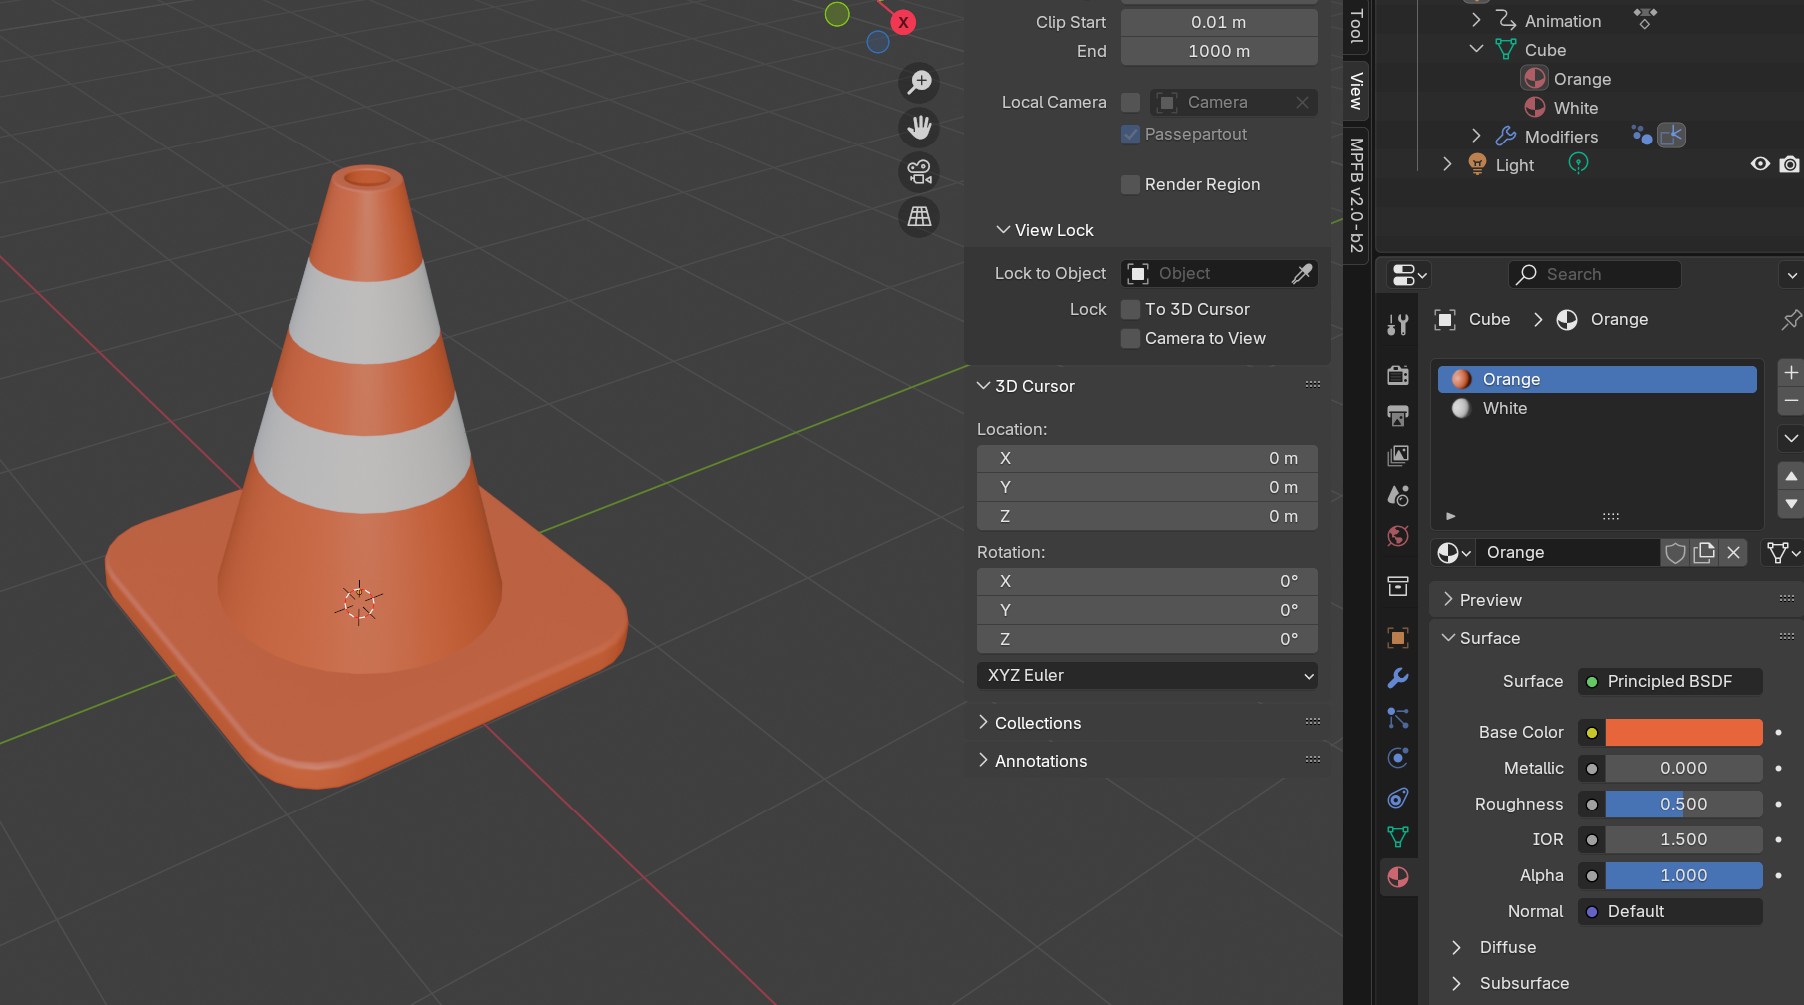 X
Clip Start 0.01 m
End 1000 m
Local Camera Camera
Passepartout
Render Region
View Lock
Lock to Object Object
Lock To 3D Cursor
Camera to View
3D Cursor
Location:
X 0 m
Y 0 m
Z 0 m
Rotation:
X 0°
Y 0°
Z 0°
XYZ Euler
Collections
Annotations
Tool
View
MPFB v2.0-b2
Animation
Cube
Orange
White
Modifiers
Light
Search
Cube Orange
Orange
White
Orange
Preview
Surface
Surface Principled BSDF
Base Color
Metallic 0.000
Roughness 0.500
IOR 1.500
Alpha 1.000
Normal Default
Diffuse
Subsurface